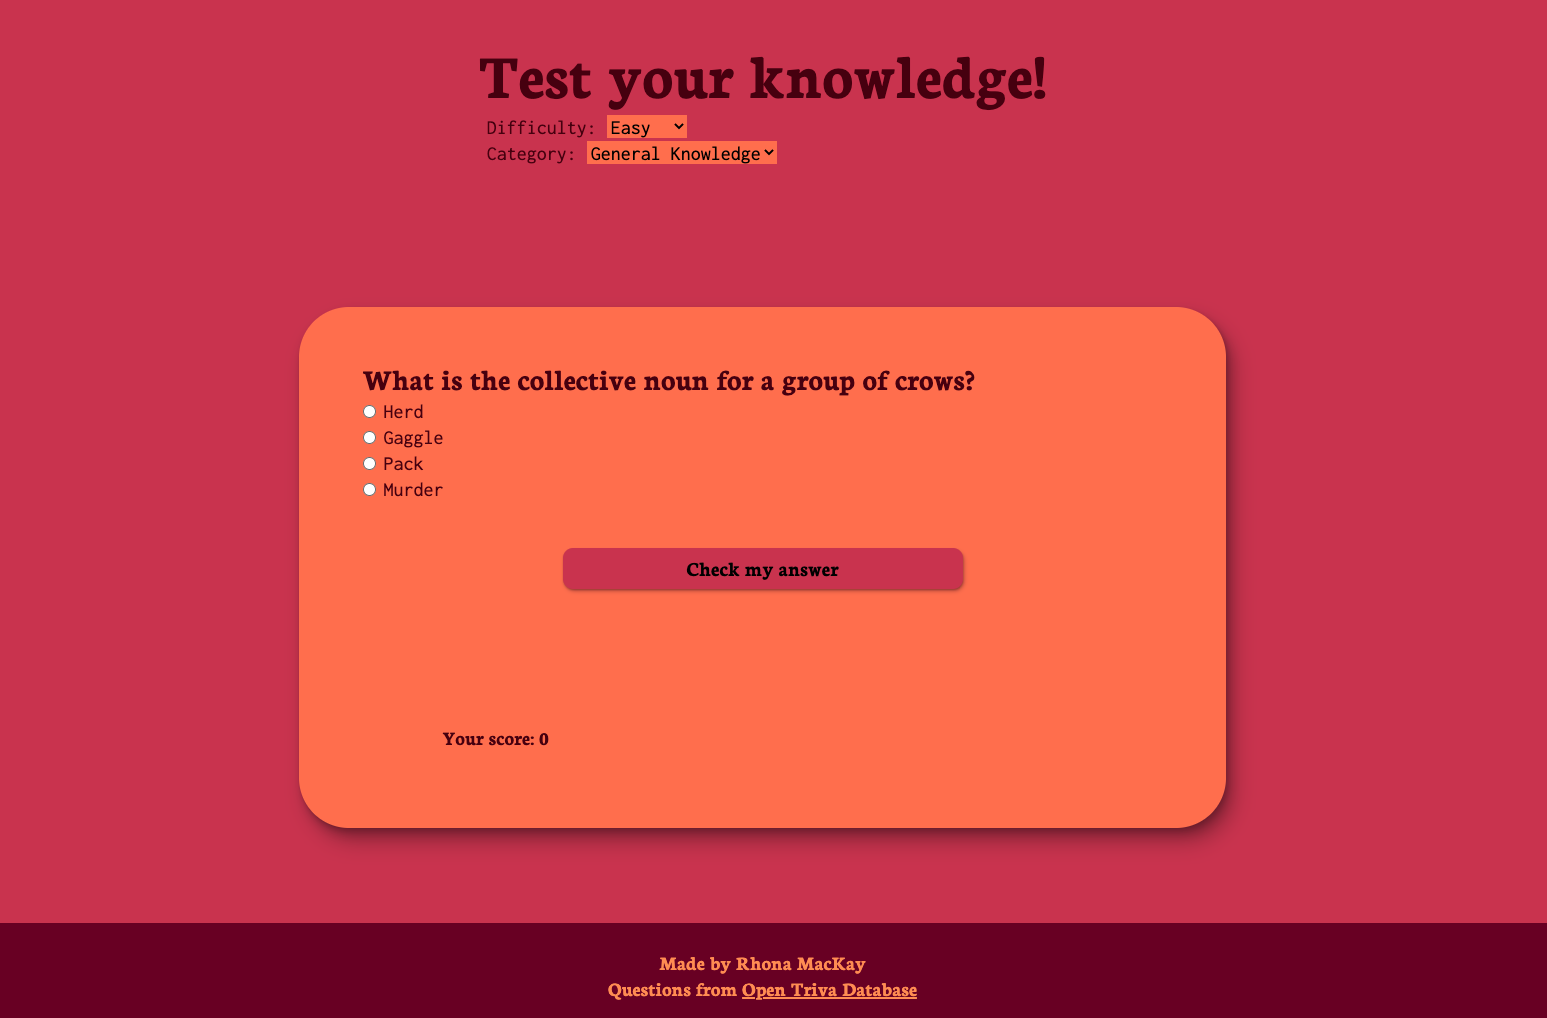 Test your knowledge!
Difficulty: Easy
Category: General Knowledge
What is the collective noun for a group of crows?
Herd
Gaggle
Pack
Murder
Check my answer
Your score: 0
Made by Rhona MacKay
Questions from Open Triva Database